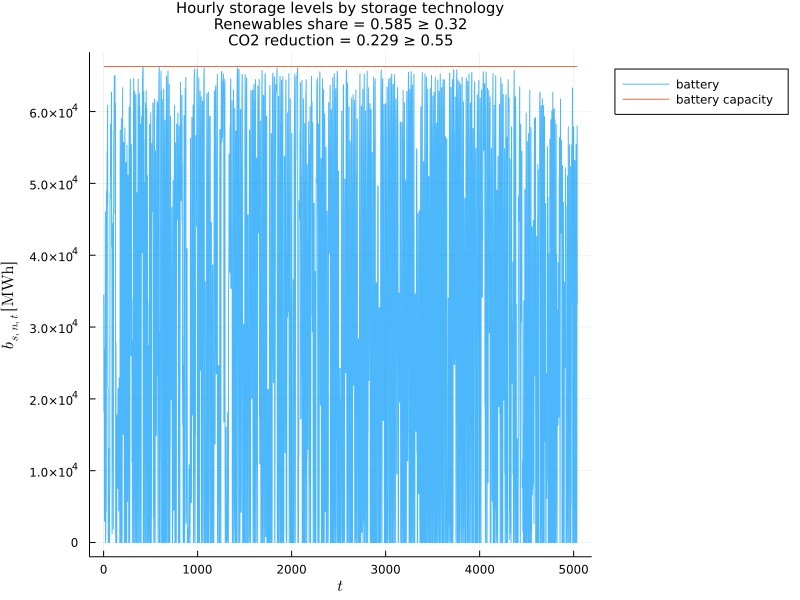 Hourly storage levels by storage technology
Renewables share = 0.585 ≥ 0.32
CO2 reduction = 0.229 ≥ 0.55
battery
battery capacity
6.0×10⁴
5.0×10⁴
4.0×10⁴
3.0×10⁴
2.0×10⁴
1.0×10⁴
0
b_{s,n,t} [MWh]
0 1000 2000 3000 4000 5000
t